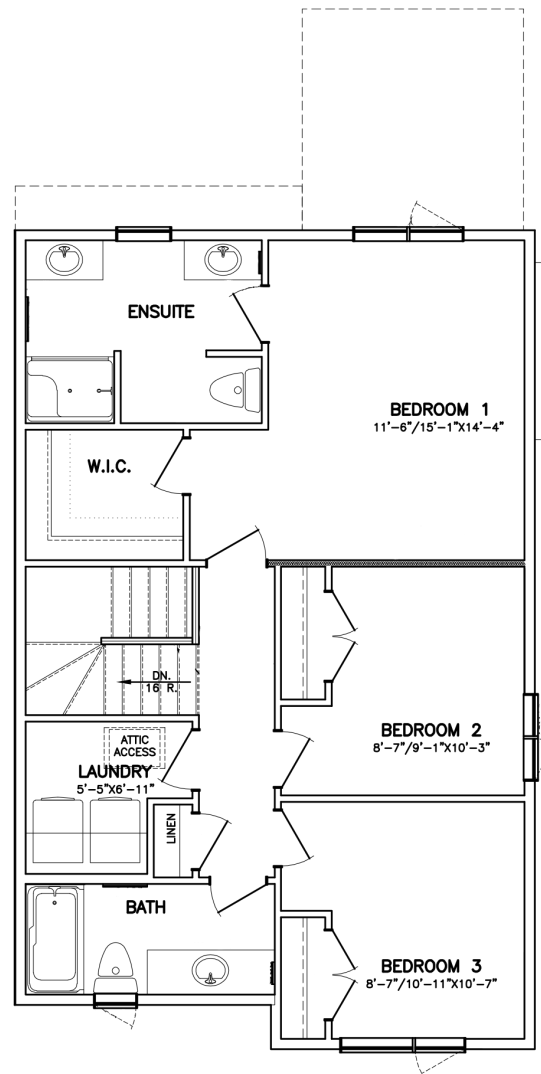 ENSUITE
BEDROOM 1
11'-6"/15'-1"X14'-4"
W.I.C.
DN.
16 R.
ATTIC
ACCESS
LAUNDRY
5'-5"X6'-11"
BEDROOM 2
8'-7"/9'-1"X10'-3"
LINEN
BATH
BEDROOM 3
8'-7"/10'-11"X10'-7"